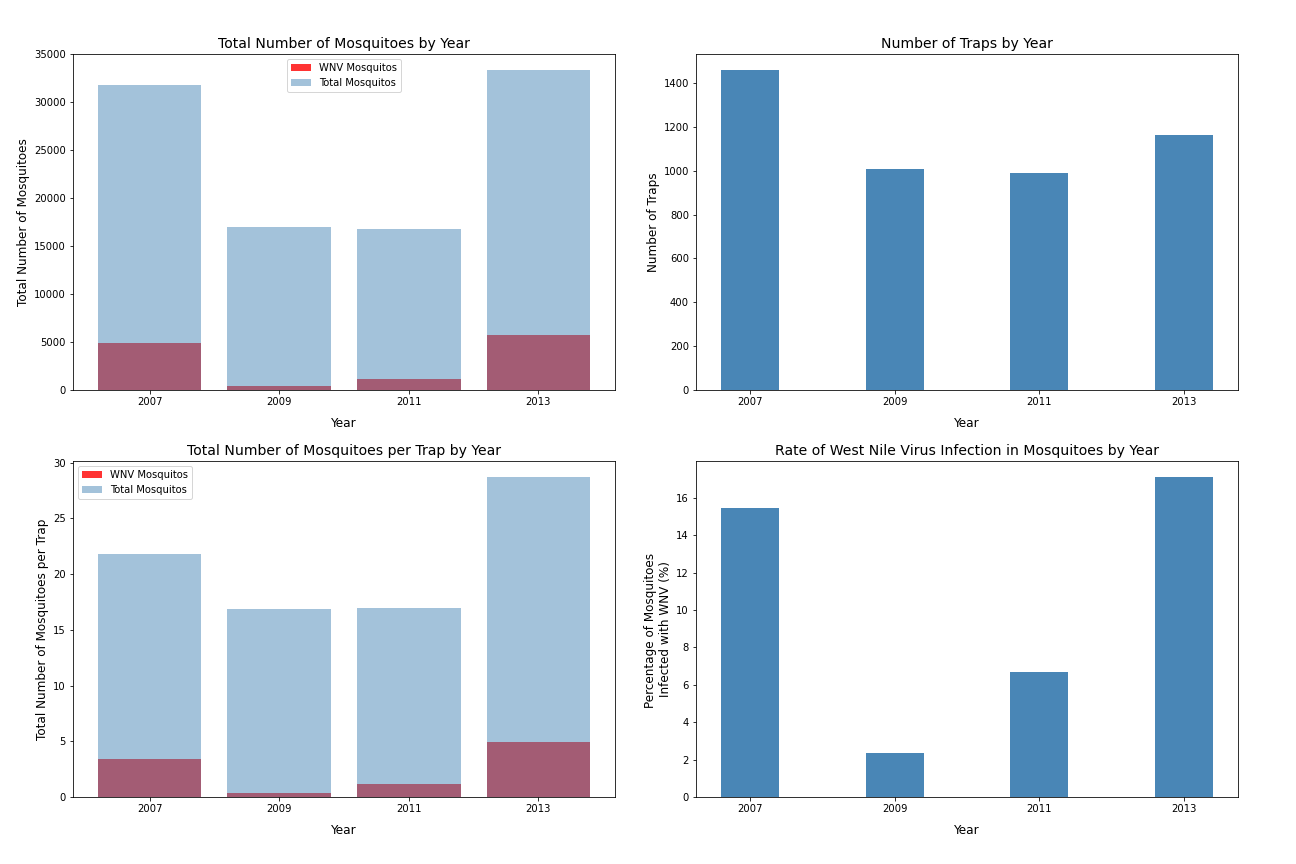 Total Number of Mosquitoes by Year
35000
30000
25000
20000
15000
10000
5000
0
Total Number of Mosquitoes
WNV Mosquitos
Total Mosquitos
2007 2009 2011 2013
Year
Number of Traps by Year
1400
1200
1000
800
600
400
200
0
Number of Traps
2007 2009 2011 2013
Year
Total Number of Mosquitoes per Trap by Year
30
25
20
15
10
5
0
Total Number of Mosquitoes per Trap
WNV Mosquitos
Total Mosquitos
2007 2009 2011 2013
Year
Rate of West Nile Virus Infection in Mosquitoes by Year
16
14
12
10
8
6
4
2
0
Percentage of Mosquitoes
Infected with WNV (%)
2007 2009 2011 2013
Year